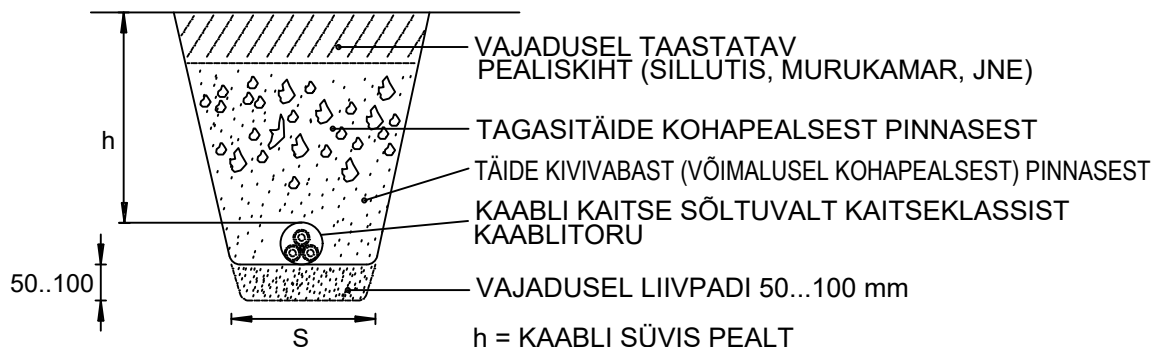 VAJADUSEL TAASTATAV
PEALISKIHT (SILLUTIS, MURUKAMAR, JNE)
h
TAGASITÄIDE KOHAPEALSEST PINNASEST
TÄIDE KIVIVABAST (VÕIMALUSEL KOHAPEALSEST) PINNASEST
KAABLI KAITSE SÕLTUVALT KAITSEKLASSIST
KAABLITORU
50..100
VAJADUSEL LIIVPADI 50...100 mm
S
h = KAABLI SÜVIS PEALT